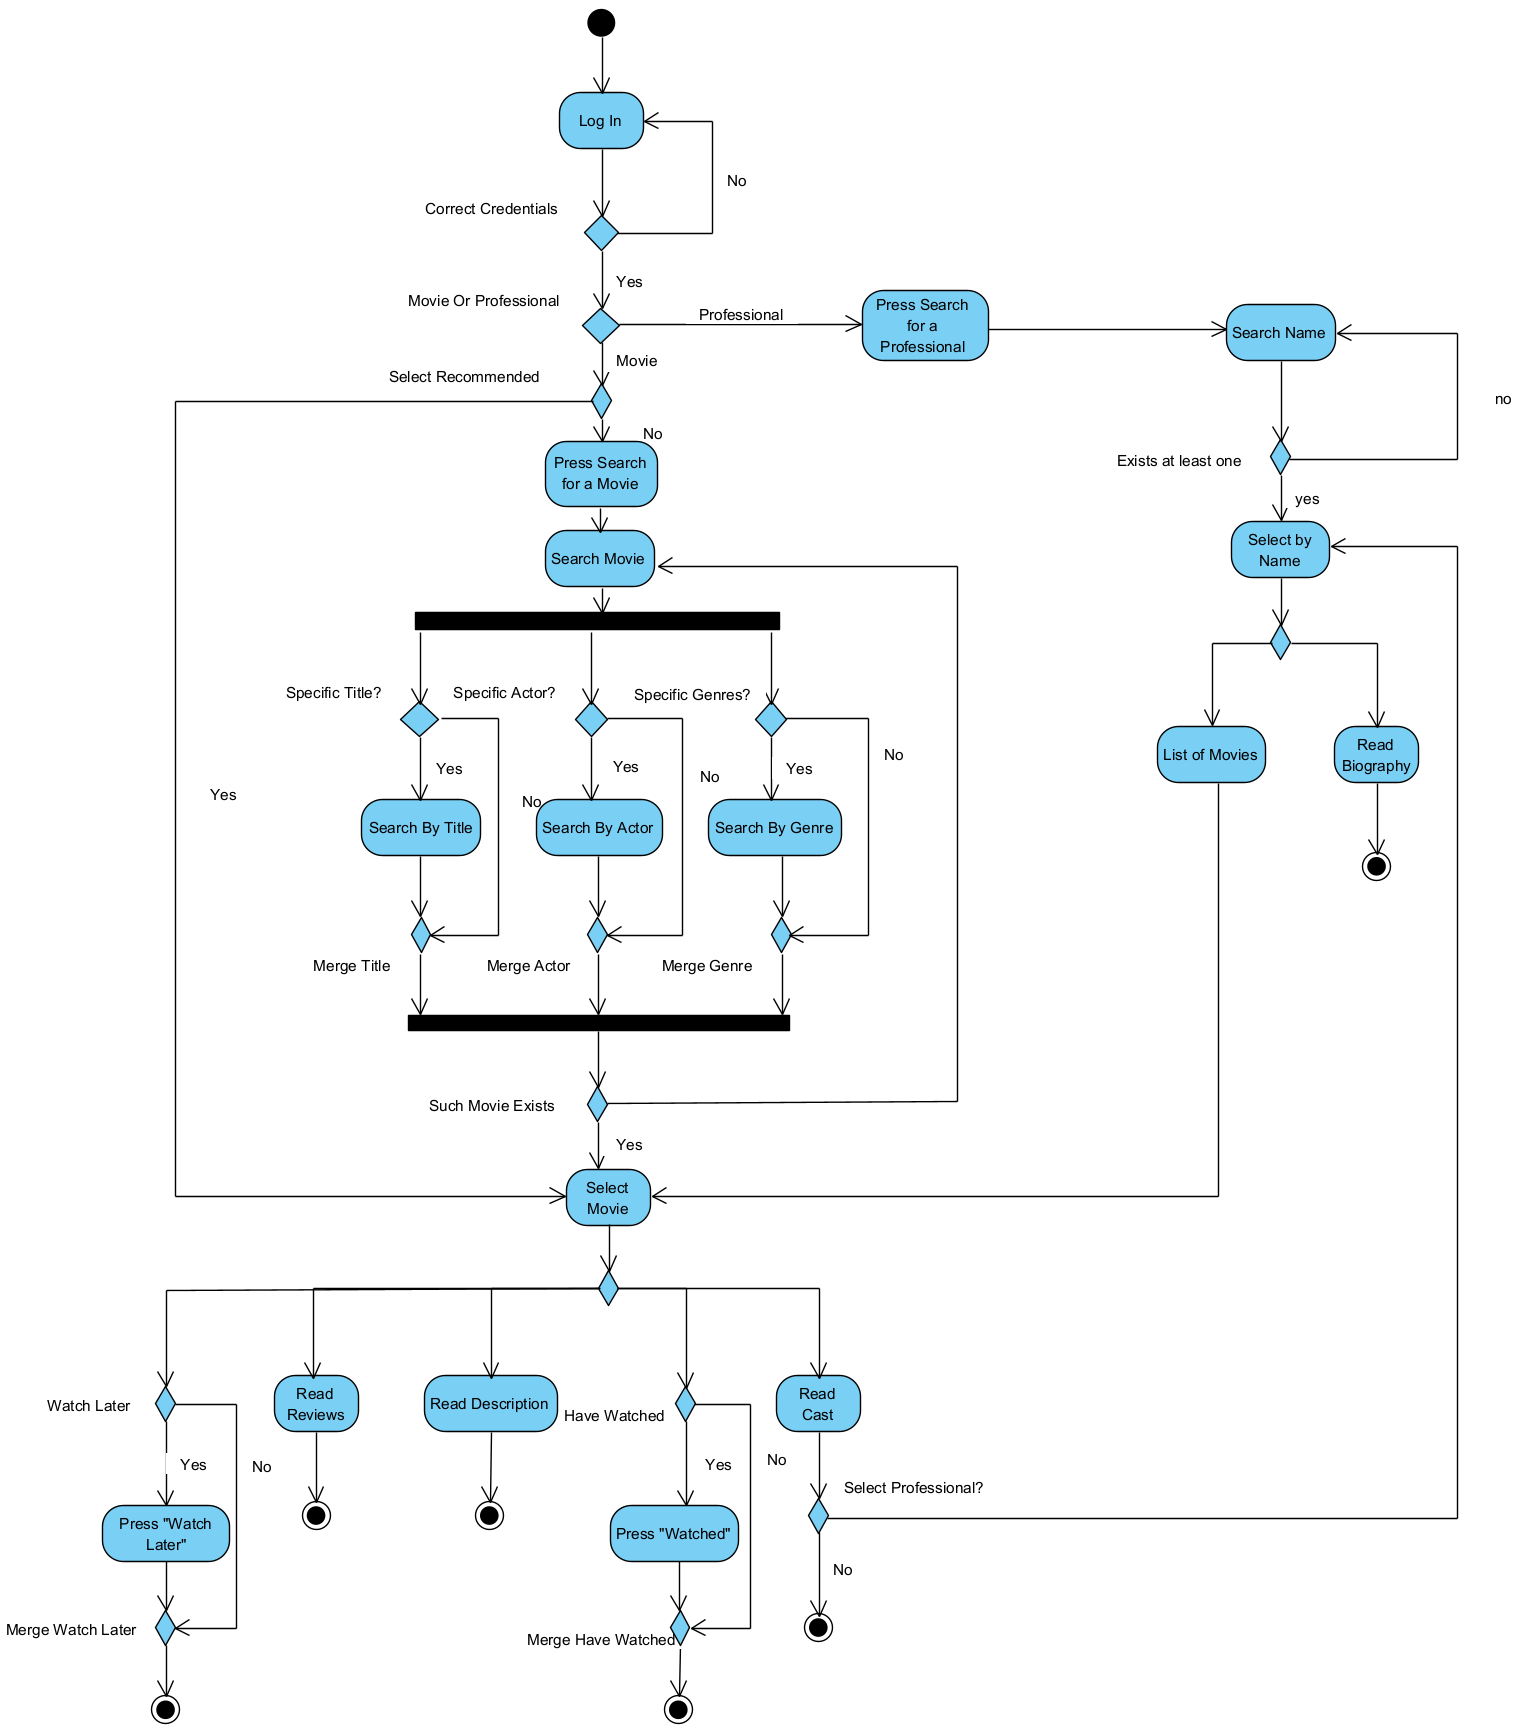 Log In
No
Correct Credentials
Yes
Movie Or Professional
Professional
Press Search
for a
Professional
Search Name
Movie
Select Recommended
no
No
Press Search
for a Movie
Exists at least one
yes
Search Movie
Select by
Name
Specific Title?
Specific Actor?
Specific Genres?
No
List of Movies
Read
Biography
Yes
Yes
Yes
No
Yes
No
Search By Title
Search By Actor
Search By Genre
Merge Title
Merge Actor
Merge Genre
Such Movie Exists
Yes
Select
Movie
Watch Later
Read
Reviews
Read Description
Have Watched
Read
Cast
Yes
No
Yes
No
Select Professional?
Press "Watch
Later"
Press "Watched"
No
Merge Watch Later
Merge Have Watched